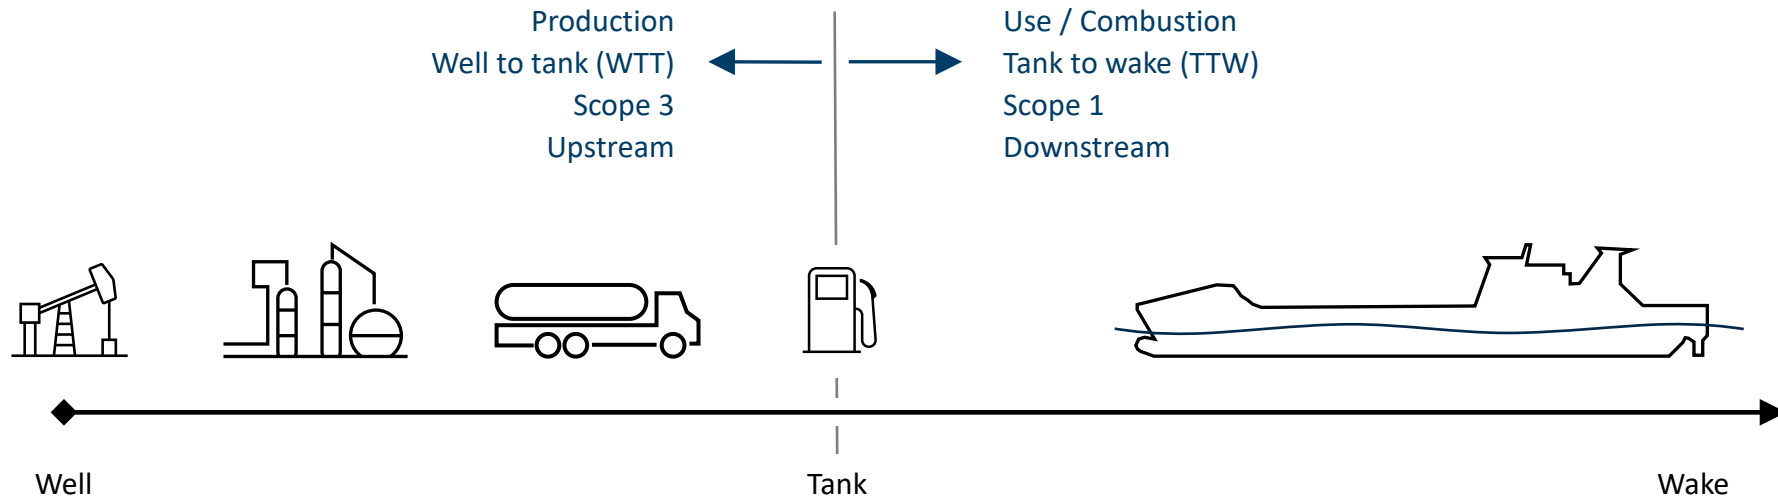 Production
Well to tank (WTT)
Scope 3
Upstream
Use / Combustion
Tank to wake (TTW)
Scope 1
Downstream
Well
Tank
Wake